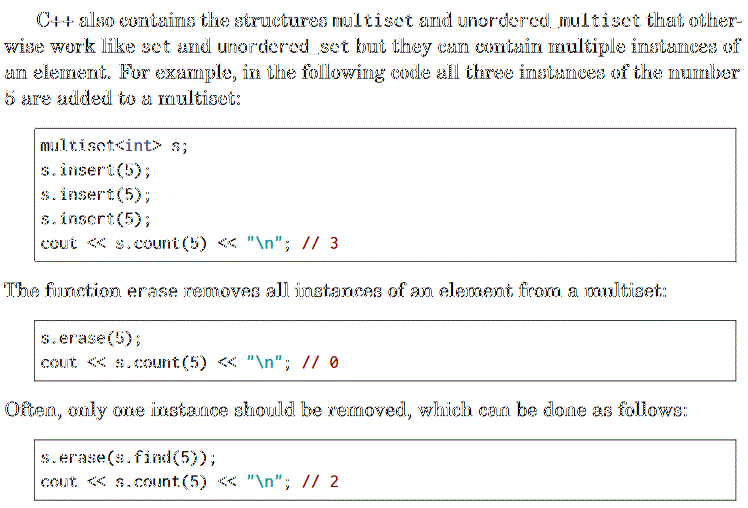 C++ also contains the structures multiset and unordered_multiset that other-
wise work like set and unordered_set but they can contain multiple instances of
an element. For example, in the following code all three instances of the number
5 are added to a multiset:
multiset<int> s;
s.insert(5);
s.insert(5);
s.insert(5);
cout << s.count(5) << "\n"; // 3
The function erase removes all instances of an element from a multiset:
s.erase(5);
cout << s.count(5) << "\n"; // 0
Often, only one instance should be removed, which can be done as follows:
s.erase(s.find(5));
cout << s.count(5) << "\n"; // 2